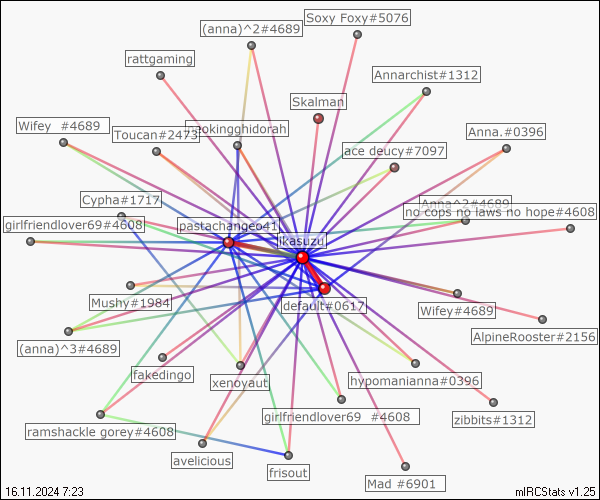 Soxy Foxy#5076
(anna)^2#4689
rattgaming
Annarchist#1312
Skalman
Wifey  #4689
Toucan#2473
eokingghidorah
Anna.#0396
ace deucy#7097
Cypha#1717
Anna^2#4689
no cops no laws no hope#4608
girlfriendlover69#4608
pastachangeo41
ikasuzu
Mushy#1984
default#0617
Wifey#4689
AlpineRooster#2156
(anna)^3#4689
fakedingo
xenoyaut
hypomanianna#0396
girlfriendlover69  #4608
zibbits#1312
ramshackle gorey#4608
avelicious
frisout
Mad #6901
16.11.2024 7:23
mIRCStats v1.25